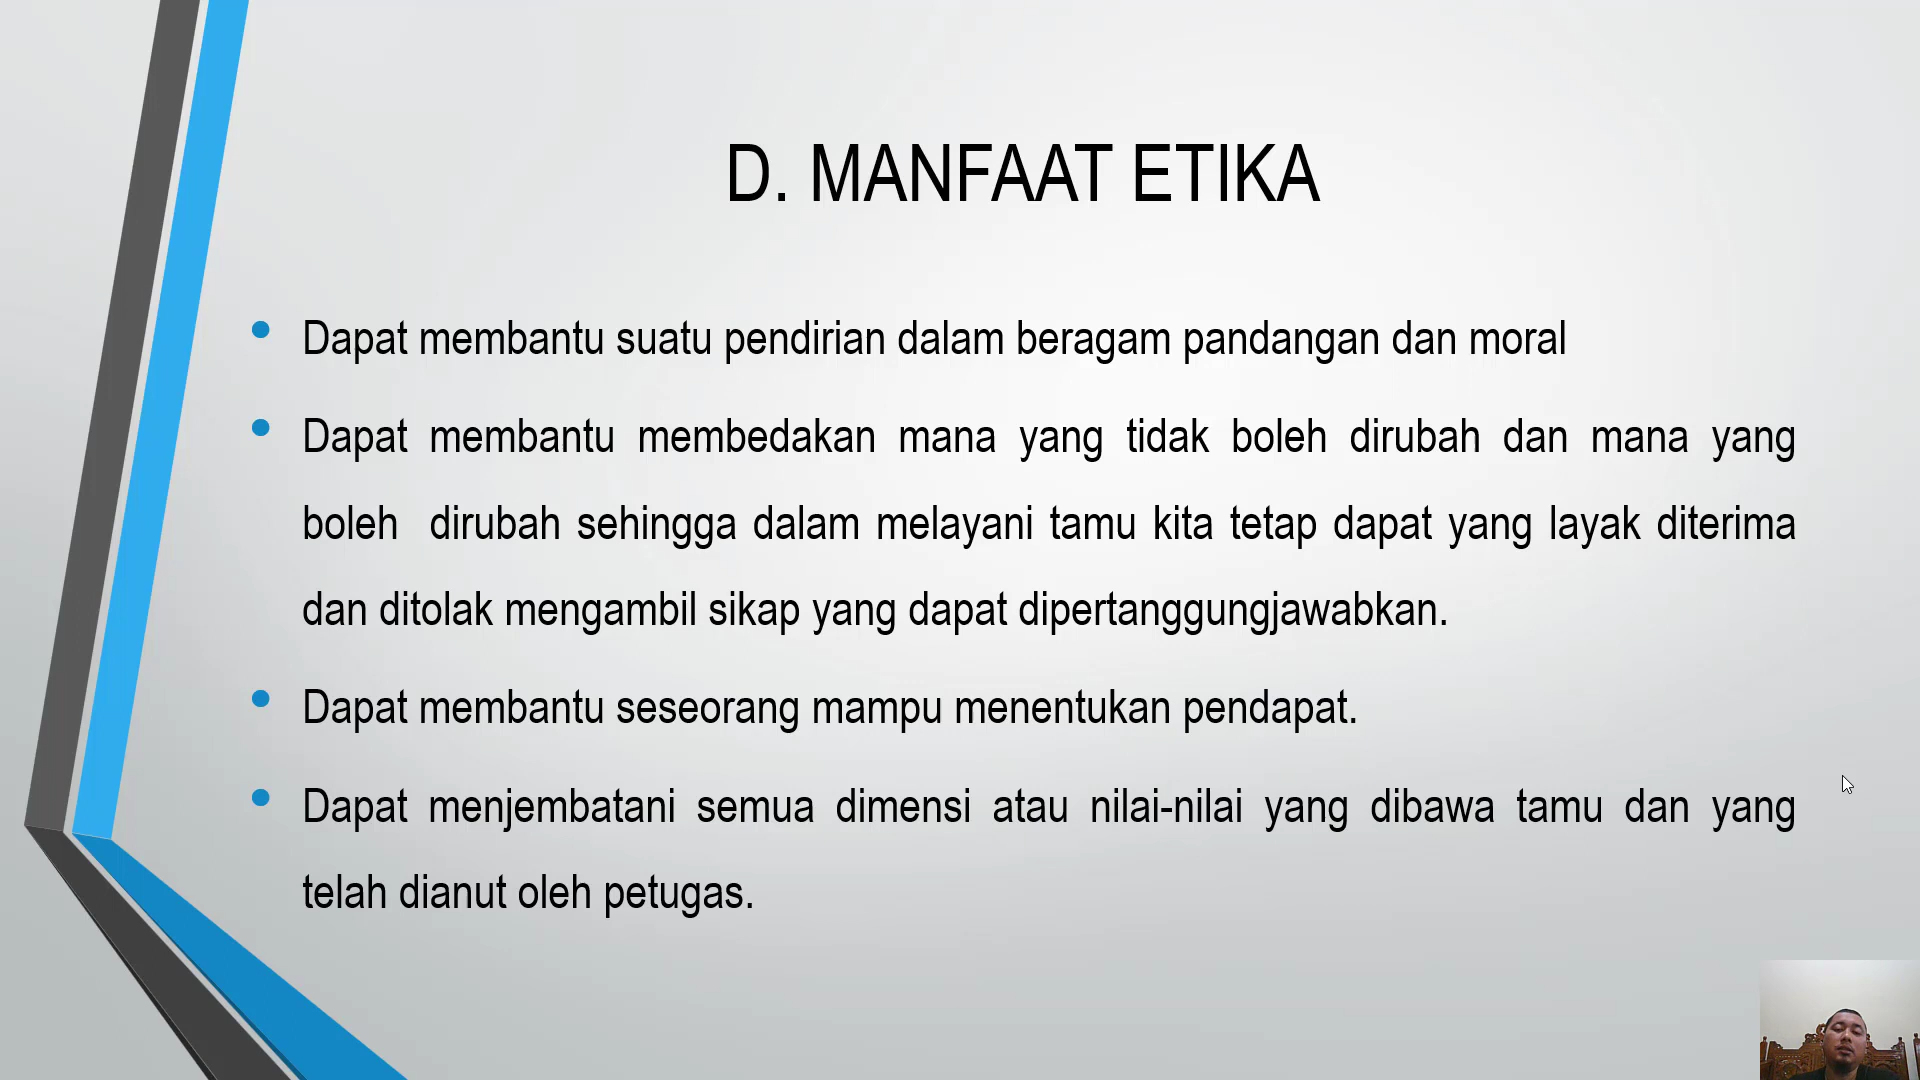 D. MANFAAT ETIKA
• Dapat membantu suatu pendirian dalam beragam pandangan dan moral
• Dapat membantu membedakan mana yang tidak boleh dirubah dan mana yang
boleh dirubah sehingga dalam melayani tamu kita tetap dapat yang layak diterima
dan ditolak mengambil sikap yang dapat dipertanggungjawabkan.
• Dapat membantu seseorang mampu menentukan pendapat.
• Dapat menjembatani semua dimensi atau nilai-nilai yang dibawa tamu dan yang
telah dianut oleh petugas.